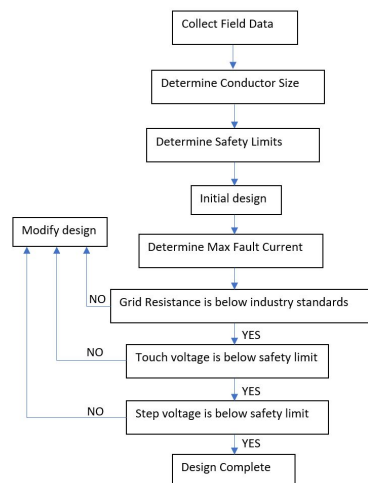 Collect Field Data
Determine Conductor Size
Determine Safety Limits
Initial design
Modify design
Determine Max Fault Current
NO
Grid Resistance is below industry standards
YES
NO
Touch voltage is below safety limit
YES
NO
Step voltage is below safety limit
YES
Design Complete